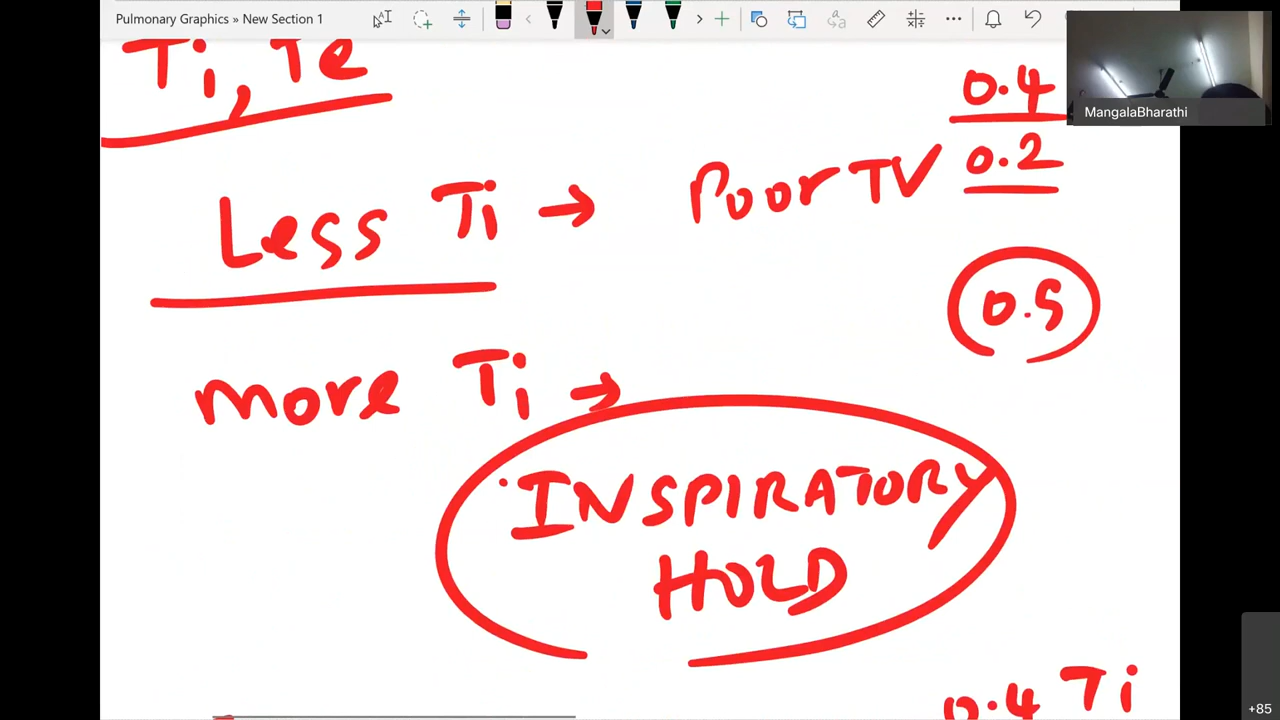 Pulmonary Graphics » New Section 1
MangalaBharathi
Ti, Te
0.4
0.2
Less Ti → Poor TV
0.5
more Ti →
INSPIRATORY
HOLD
0.4 Ti
+85